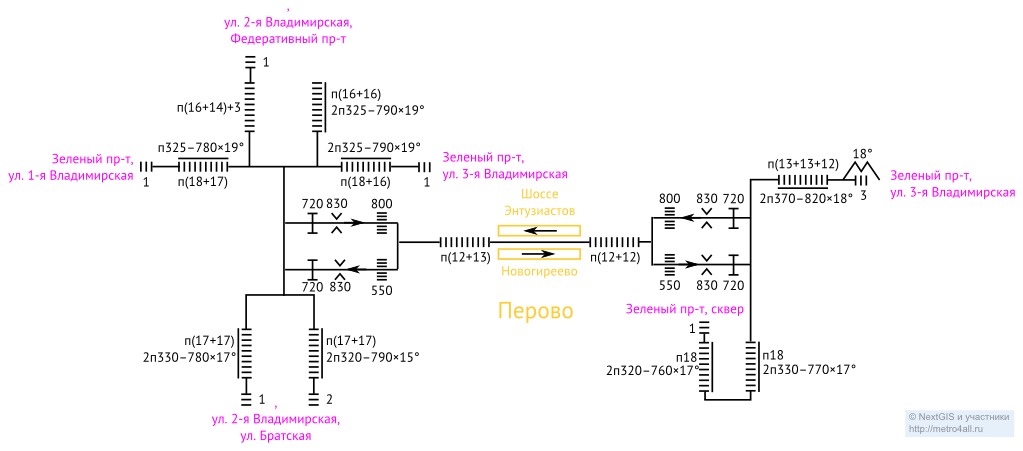 ,
ул. 2-я Владимирская,
Федеративный пр-т
1
п(16+14)+3
п(16+16)
2п325–790×19°
п325–780×19°
2п325–790×19°
Зеленый пр-т,
ул. 1-я Владимирская
1
п(18+17)
п(18+16)
1
Зеленый пр-т,
ул. 3-я Владимирская
720
830
800
720
830
550
п(12+13)
Шоссе
Энтузиастов
Новогиреево
Перово
п(12+12)
800
830
720
550
830
720
п(13+13+12)
2п370–820×18°
18°
3
Зеленый пр-т,
ул. 3-я Владимирская
Зеленый пр-т, сквер
1
п18
2п320–760×17°
п18
2п330–770×17°
п(17+17)
2п330–780×17°
п(17+17)
2п320–790×15°
1
2
,
ул. 2-я Владимирская,
ул. Братская
© NextGIS и участники
http://metro4all.ru